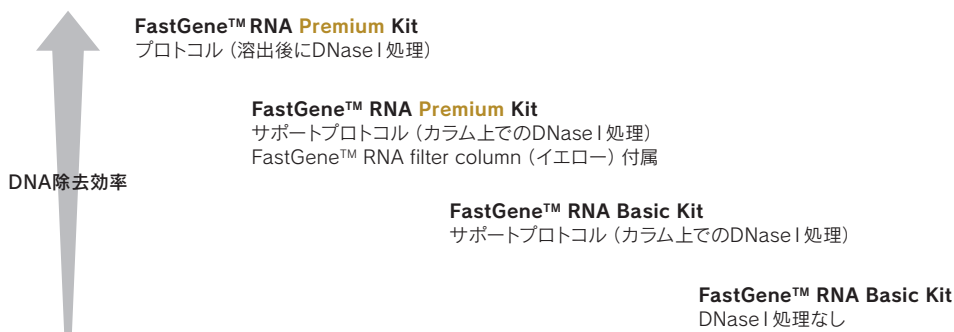 FastGene™ RNA Premium Kit
プロトコル（溶出後にDNase I 処理）
FastGene™ RNA Premium Kit
サポートプロトコル（カラム上でのDNase I 処理）
FastGene™ RNA filter column（イエロー）付属
DNA除去効率
FastGene™ RNA Basic Kit
サポートプロトコル（カラム上でのDNase I 処理）
FastGene™ RNA Basic Kit
DNase I 処理なし